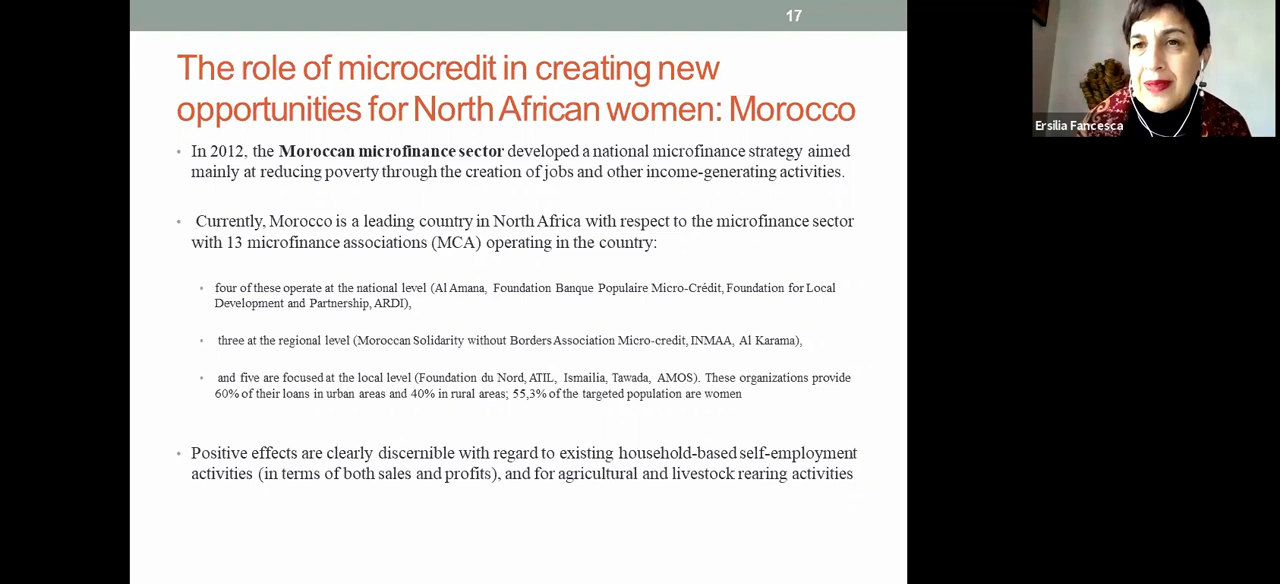 17
The role of microcredit in creating new
opportunities for North African women: Morocco
• In 2012, the Moroccan microfinance sector developed a national microfinance strategy aimed
mainly at reducing poverty through the creation of jobs and other income-generating activities.
• Currently, Morocco is a leading country in North Africa with respect to the microfinance sector
with 13 microfinance associations (MCA) operating in the country:
• four of these operate at the national level (Al Amana, Foundation Banque Populaire Micro-Crédit, Foundation for Local
Development and Partnership, ARDI),
• three at the regional level (Moroccan Solidarity without Borders Association Micro-credit, INMAA, Al Karama),
• and five are focused at the local level (Foundation du Nord, ATIL, Ismailia, Tawada, AMOS). These organizations provide
60% of their loans in urban areas and 40% in rural areas; 55,3% of the targeted population are women
• Positive effects are clearly discernible with regard to existing household-based self-employment
activities (in terms of both sales and profits), and for agricultural and livestock rearing activities
Ersilia Fancesca